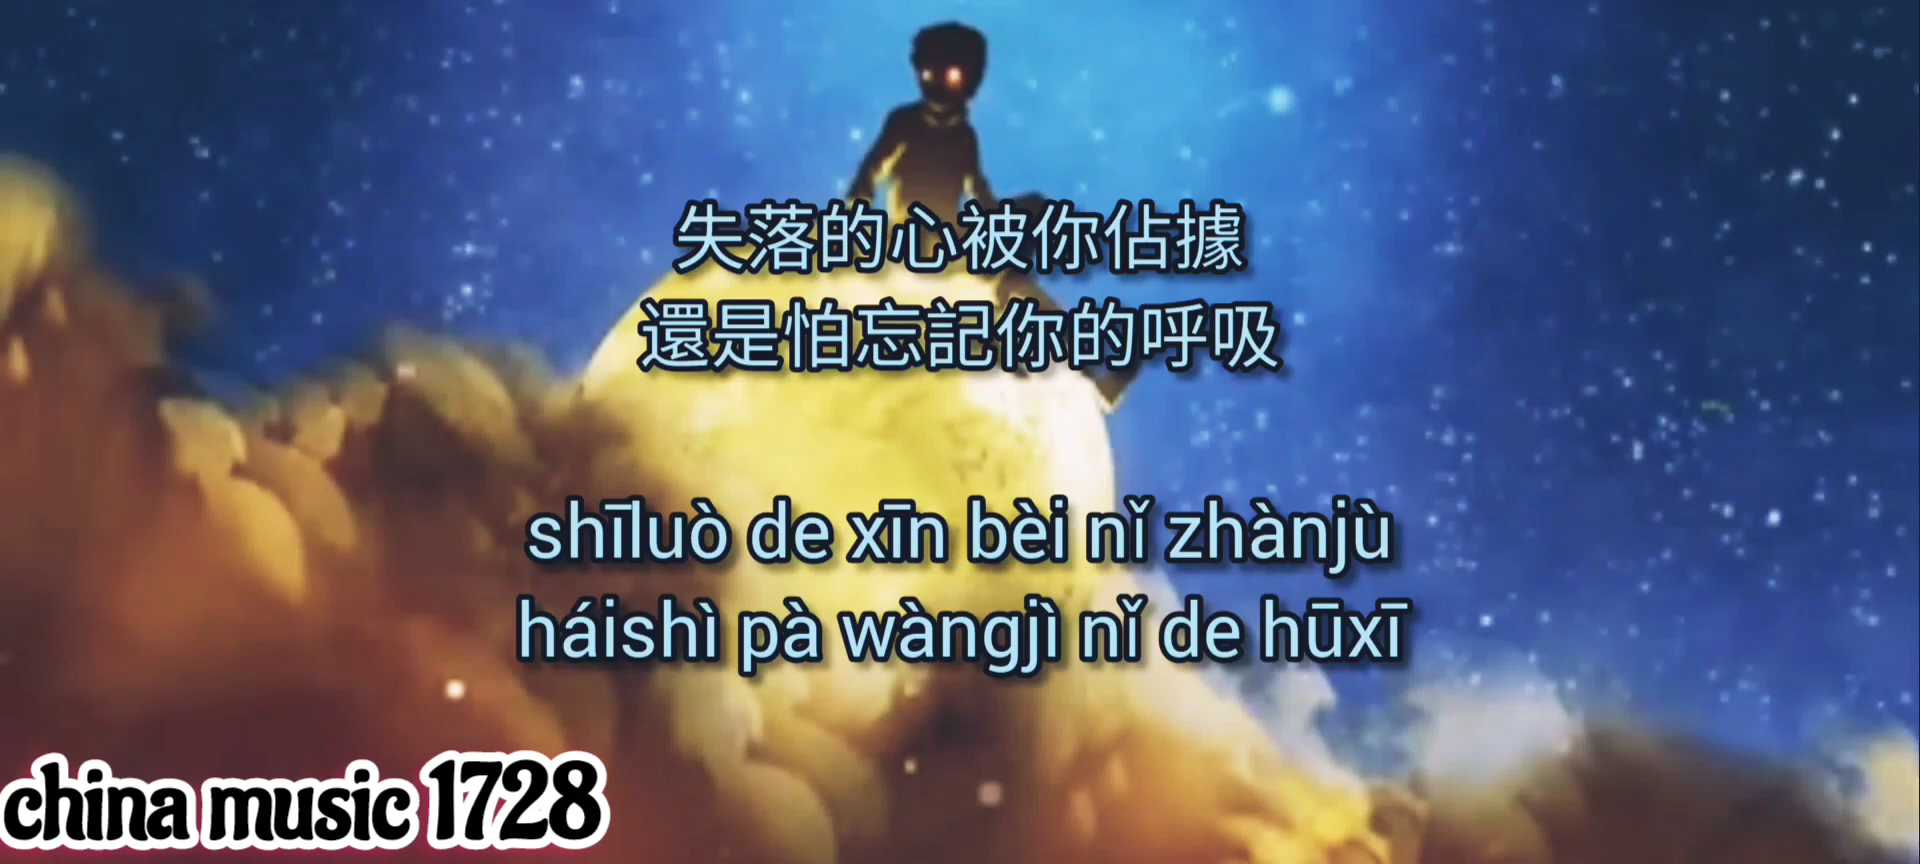 失落的心被你佔據
還是怕忘記你的呼吸
shīluò de xīn bèi nǐ zhànjù
háishì pà wàngjì nǐ de hūxī
china music 1728